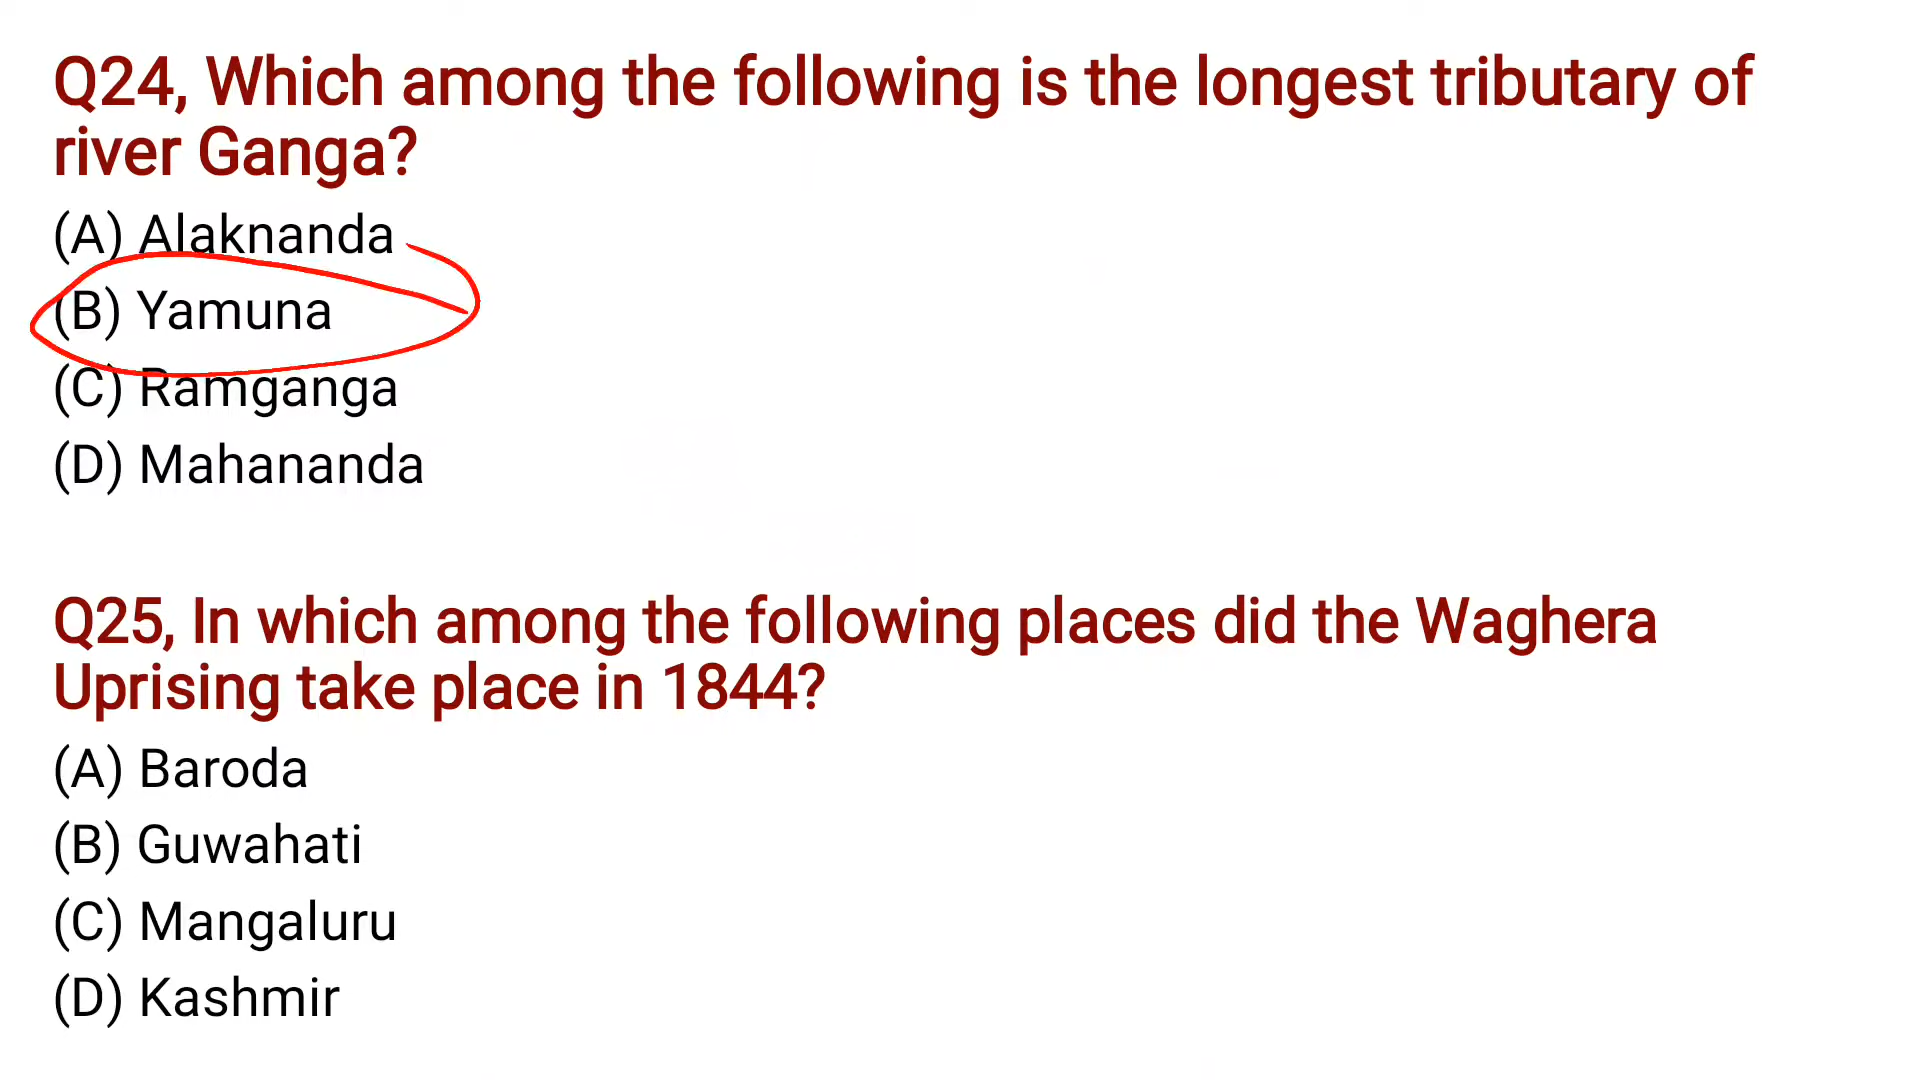 Q24, Which among the following is the longest tributary of
river Ganga?
(A) Alaknanda
(B) Yamuna
(C) Ramganga
(D) Mahananda
Q25, In which among the following places did the Waghera
Uprising take place in 1844?
(A) Baroda
(B) Guwahati
(C) Mangaluru
(D) Kashmir